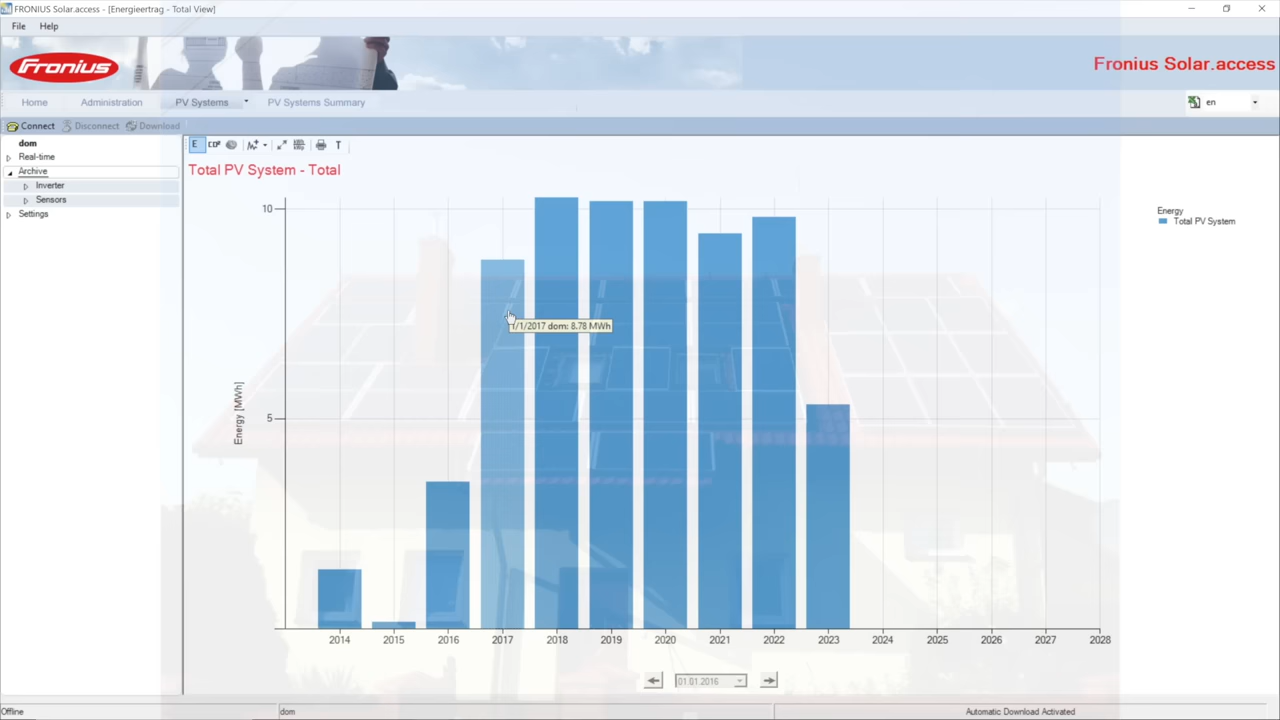 FRONIUS Solar.access - [Energieertrag - Total View]
File Help
Fronius
Fronius Solar.access
Home Administration PV Systems PV Systems Summary en
Connect Disconnect Download
dom
Real-time
Archive
Inverter
Sensors
Settings
E CO² T
Total PV System - Total
10
5
Energy [MWh]
/1/2017 dom: 8.78 MWh
2014 2015 2016 2017 2018 2019 2020 2021 2022 2023 2024 2025 2026 2027 2028
Energy
Total PV System
01.01.2016
Offline dom Automatic Download Activated